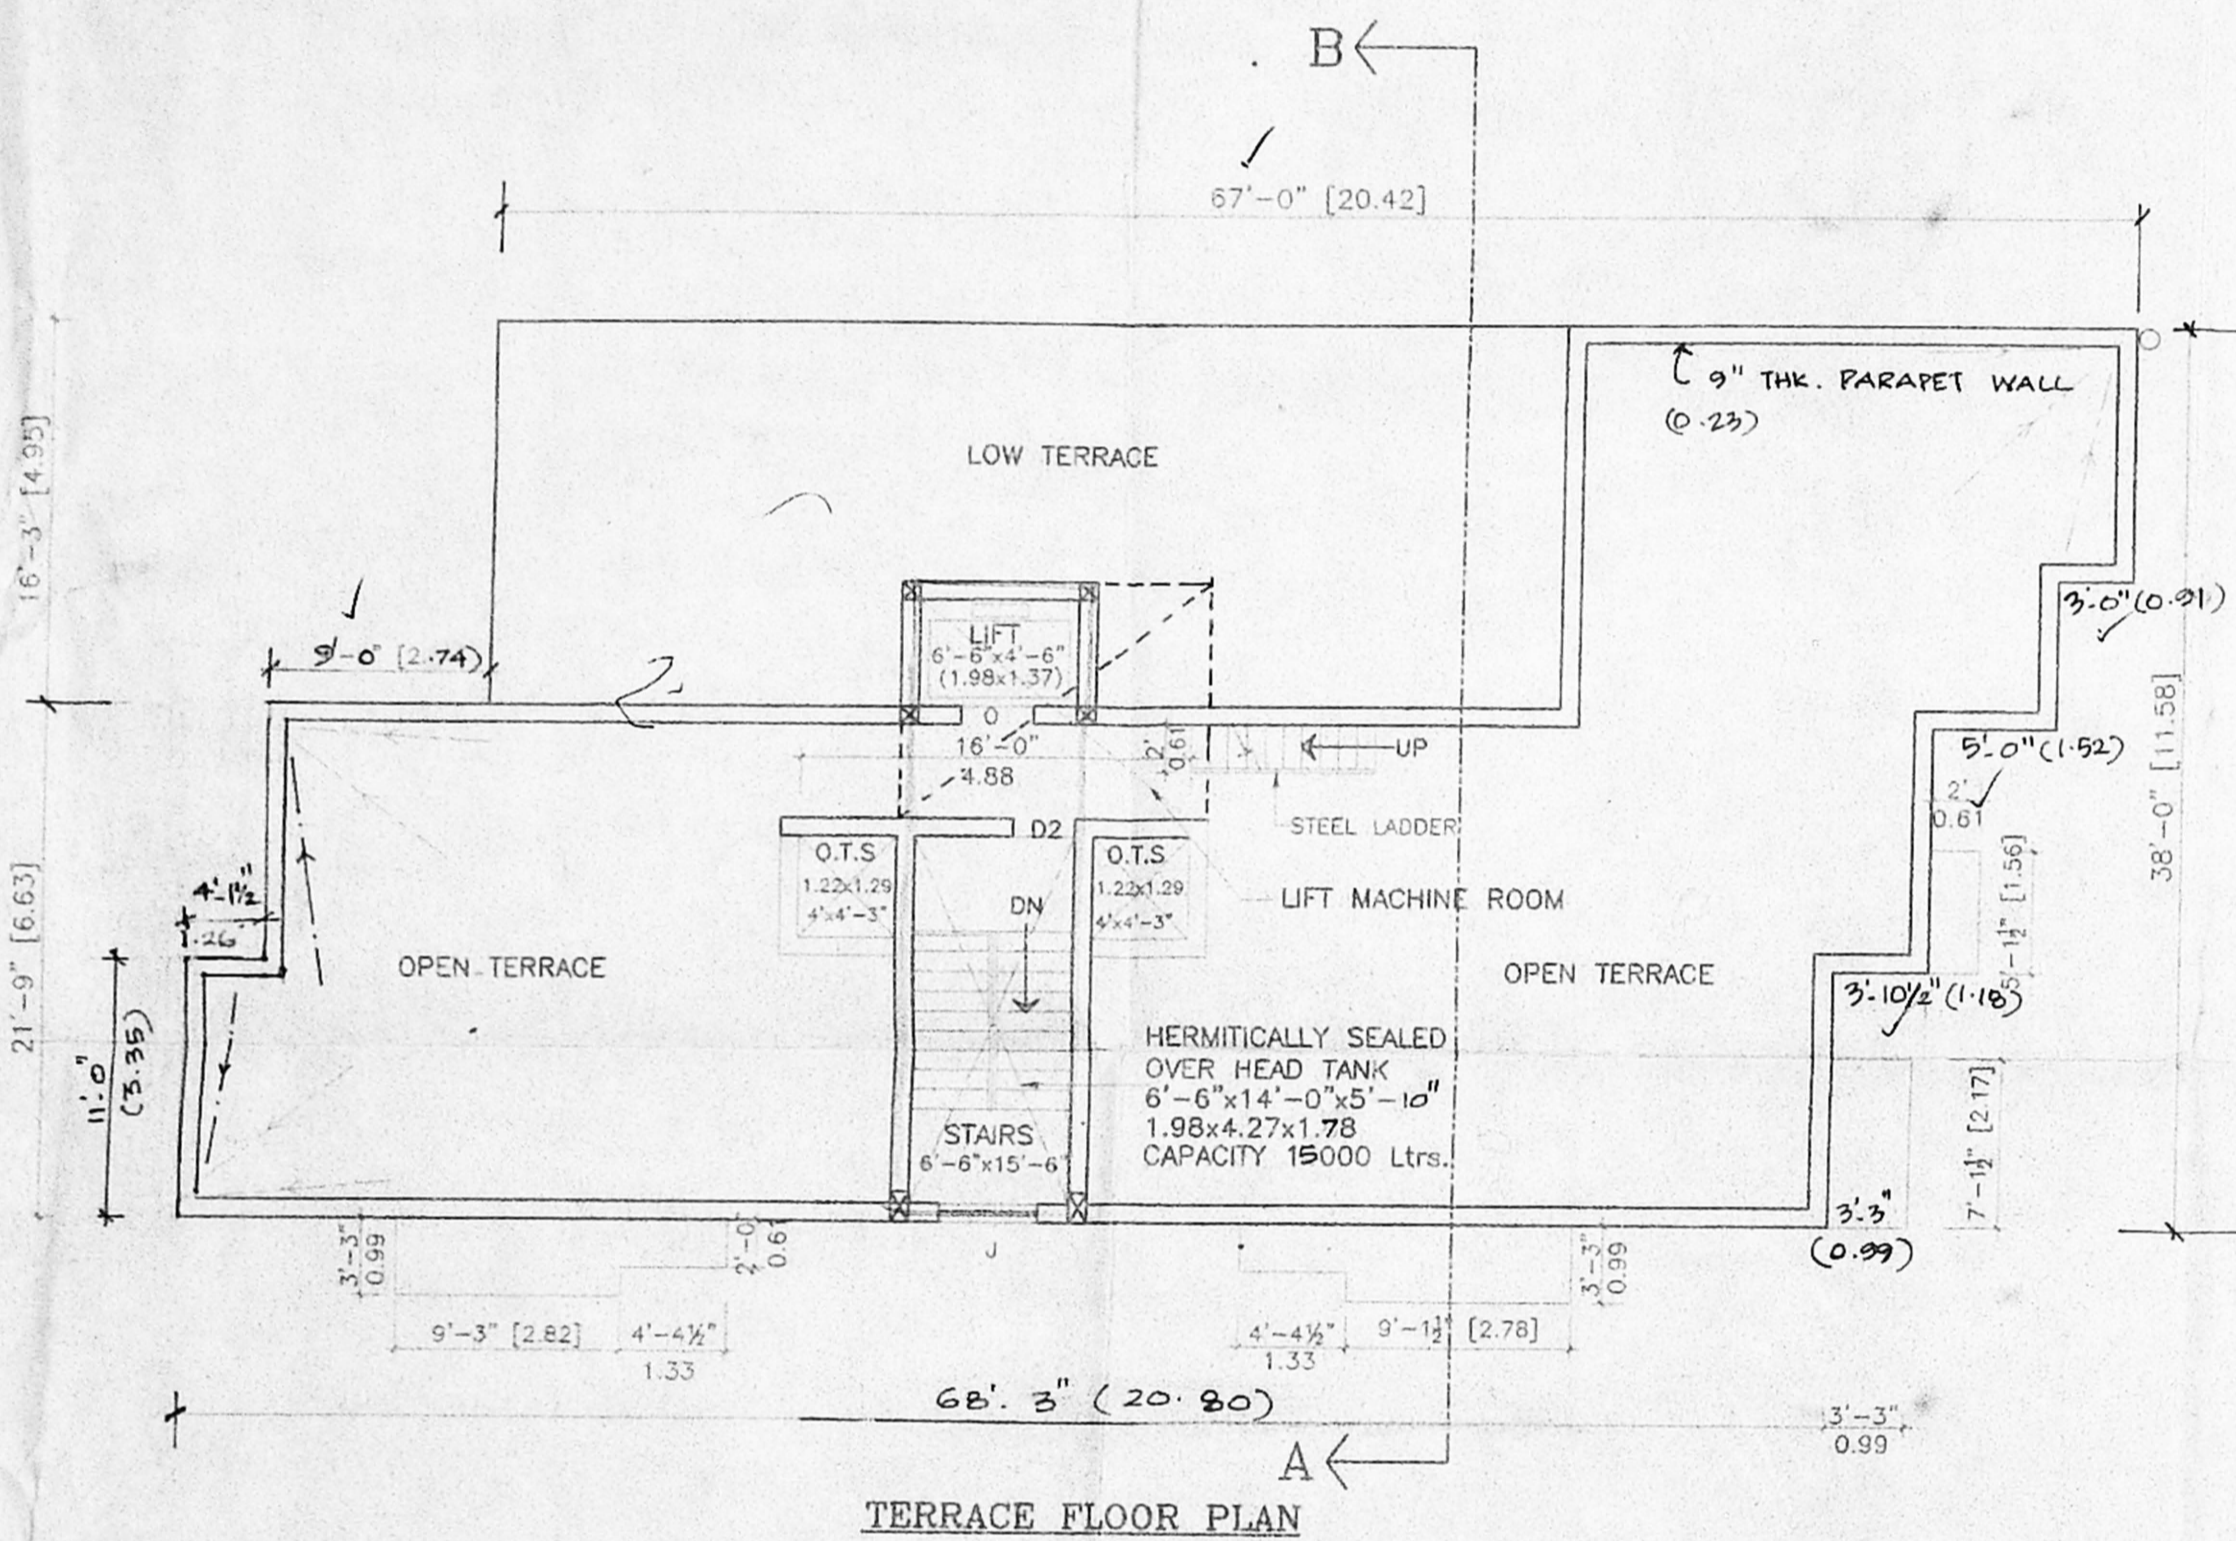 B
67'-0" [20.42]
9" THK. PARAPET WALL
(0.23)
LOW TERRACE
16'-3" [4.95]
3'-0" (0.91)
LIFT
6'-6"x4'-6"
(1.98x1.37)
9'-0" [2.74]
O
16'-0"
4.88
2'
0.61
UP
5'-0" (1.52)
38'-0" [11.58]
2'
0.61
STEEL LADDER
D2
O.T.S
1.22x1.29
4'x4'-3"
O.T.S
1.22x1.29
4'x4'-3"
5'-1½" [1.56]
4'-1½"
1.26
DN
LIFT MACHINE ROOM
21'-9" [6.63]
OPEN TERRACE
OPEN TERRACE
3'-10½" (1.18)
11'-0"
(3.35)
HERMITICALLY SEALED
OVER HEAD TANK
6'-6"x14'-0"x5'-10"
1.98x4.27x1.78
CAPACITY 15000 Ltrs.
STAIRS
6'-6"x15'-6"
7'-1½" [2.17]
3'-3"
(0.99)
J
3'-3"
0.99
2'-0
0.61
3'-3"
0.99
9'-3" [2.82]
4'-4½"
1.33
4'-4½"
1.33
9'-1½" [2.78]
68'. 3" (20.80)
3'-3"
0.99
A
TERRACE FLOOR PLAN